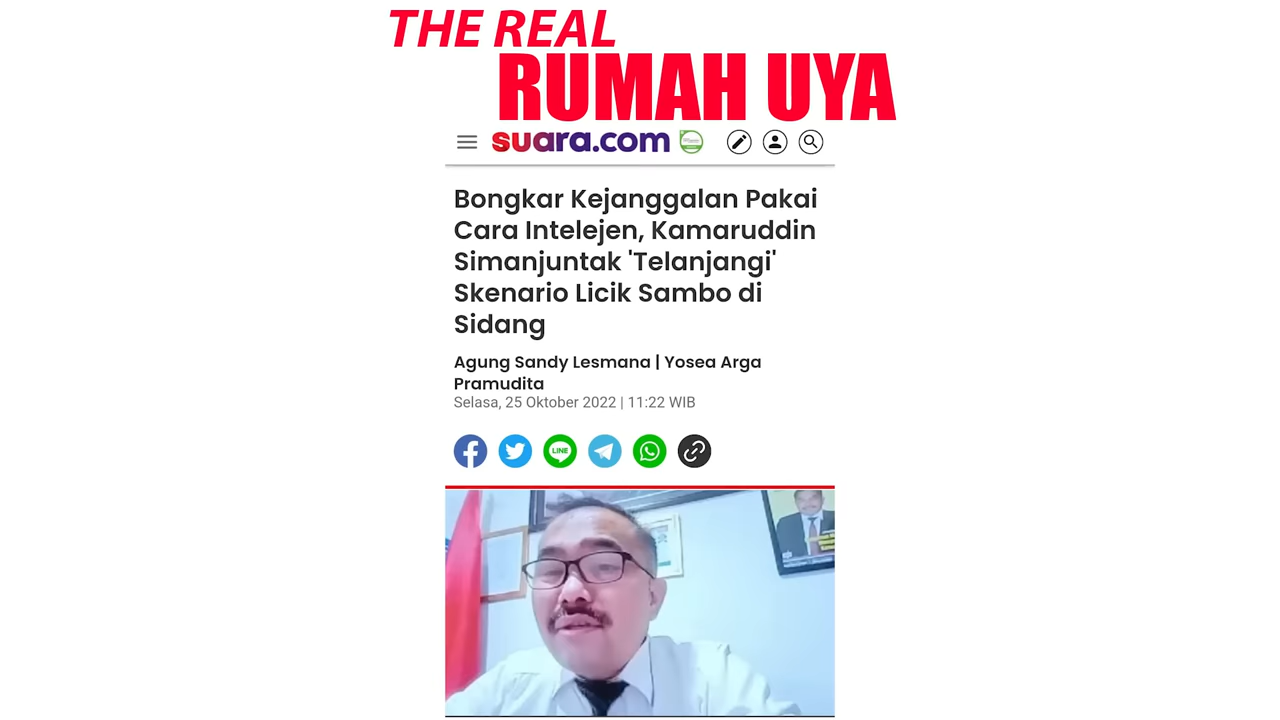 THE REAL
RUMAH UYA
suara.com
Bongkar Kejanggalan Pakai
Cara Intelejen, Kamaruddin
Simanjuntak 'Telanjangi'
Skenario Licik Sambo di
Sidang
Agung Sandy Lesmana | Yosea Arga
Pramudita
Selasa, 25 Oktober 2022 | 11:22 WIB
LINE